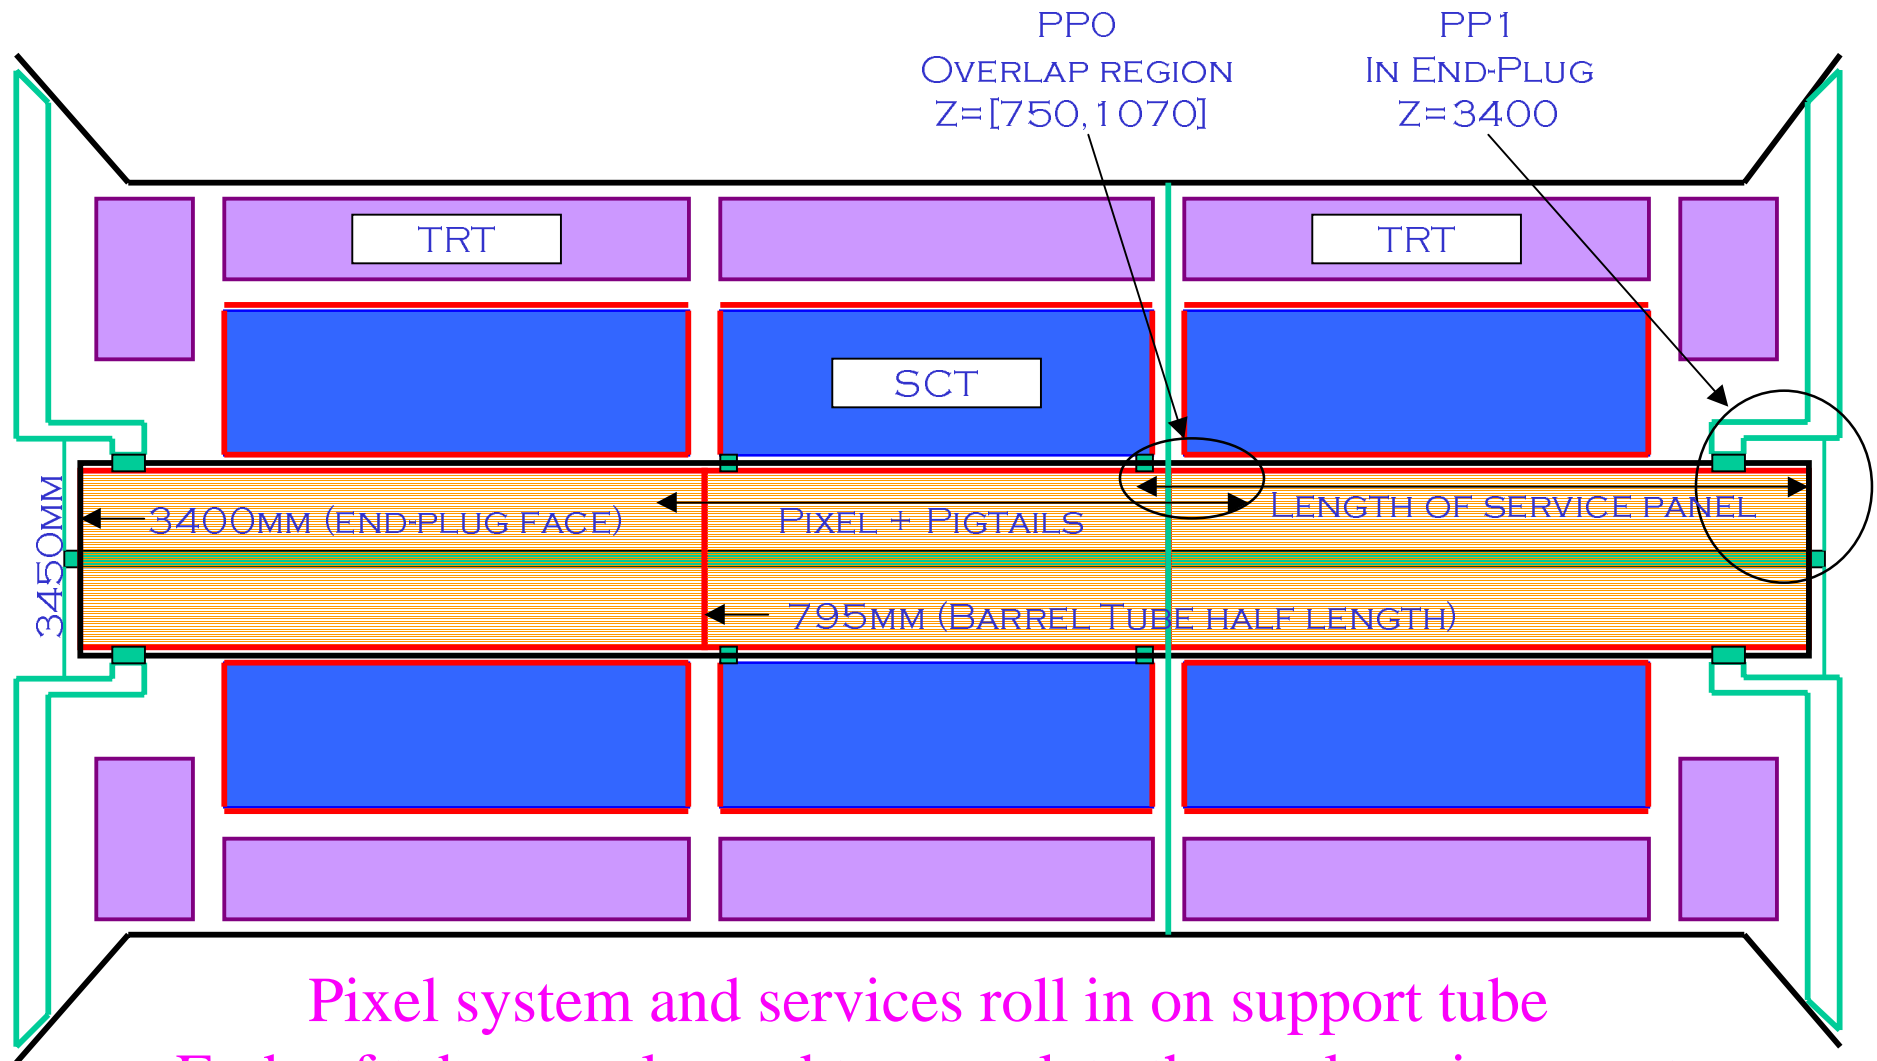 PP0
Overlap region
Z=[750,1070]
PP1
In End-Plug
Z=3400
TRT
TRT
SCT
3450mm
3400mm (end-plug face)
Pixel + Pigtails
Length of service panel
795mm (Barrel Tube half length)
Pixel system and services roll in on support tube